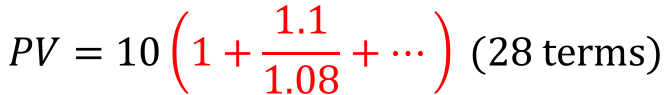 PV = 10(1 + 1.1/1.08 + ⋯) (28 terms)